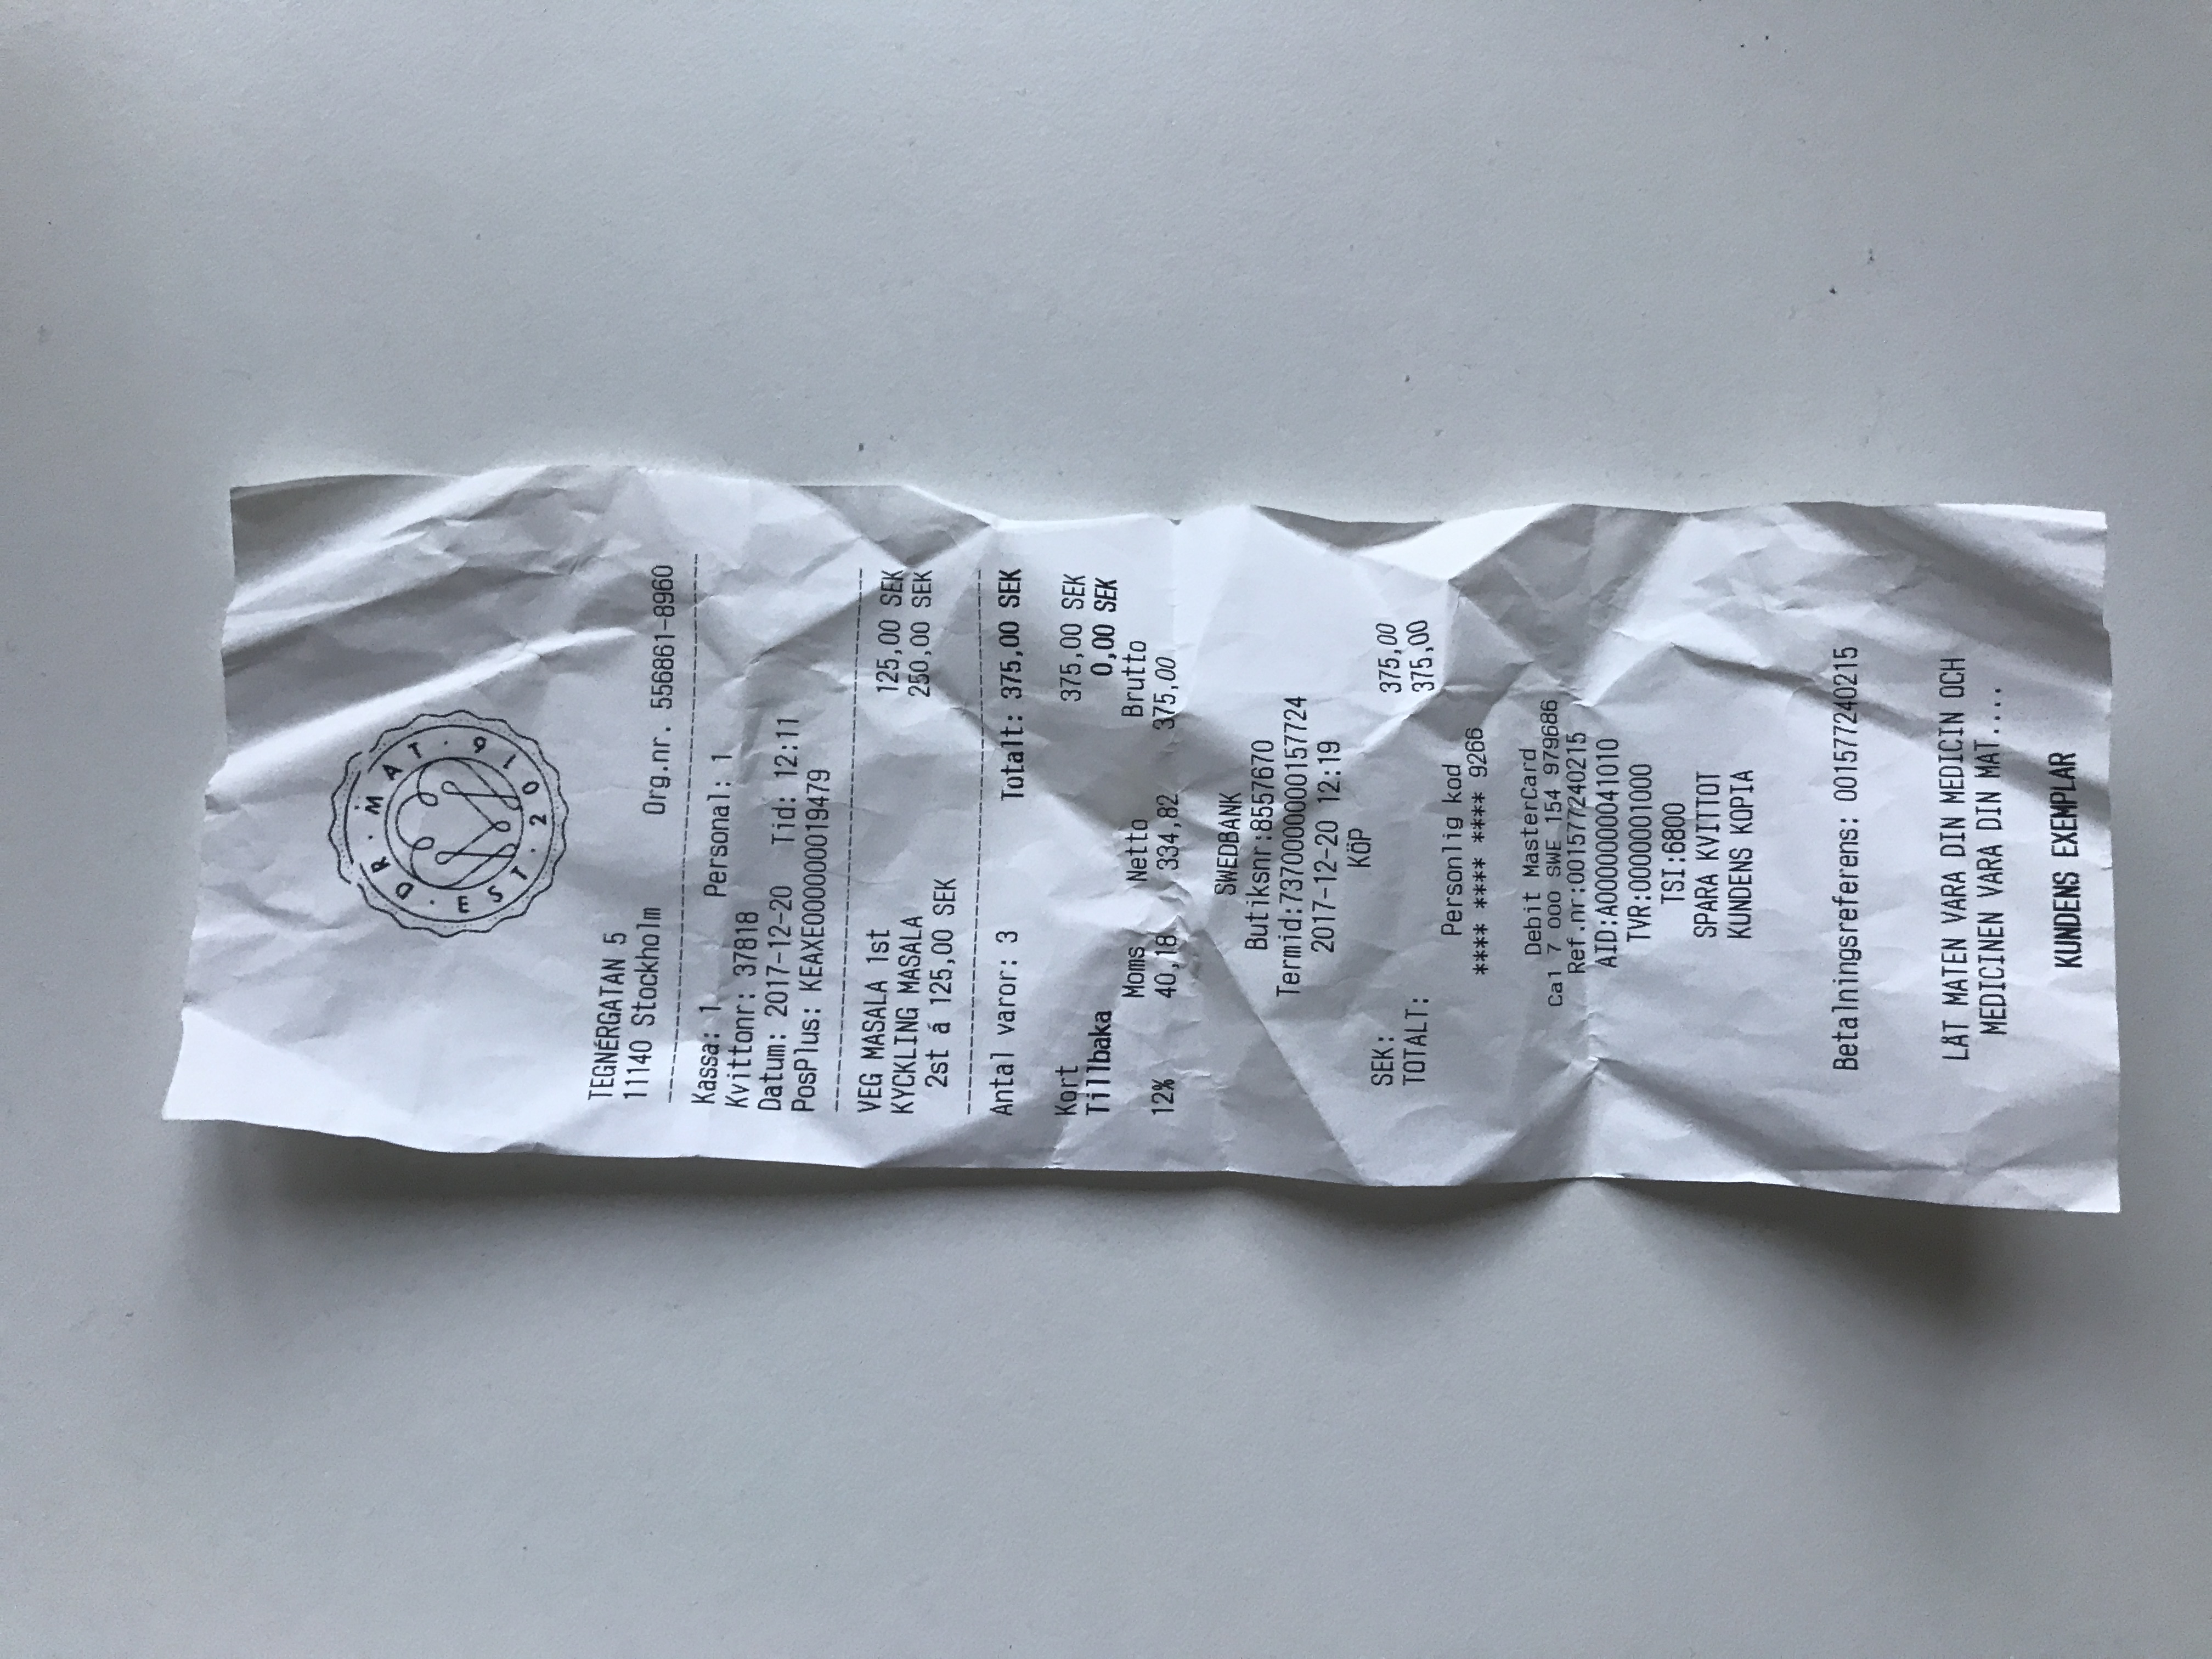 · DR · MAT · EST · 2016
TEGNÉRGATAN 5
11140 Stockholm Org.nr. 556861-8960
Kassa: 1 Personal: 1
Kvittonr: 37818
Datum: 2017-12-20 Tid: 12:11
PosPlus: KEAXE000000019479
VEG MASALA 1st 125,00 SEK
KYCKLING MASALA 250,00 SEK
2st á 125,00 SEK
Antal varor: 3 Totalt: 375,00 SEK
Kort 375,00 SEK
Tillbaka 0,00 SEK
Moms Netto Brutto
12% 40,18 334,82 375,00
SWEDBANK
Butiksnr:8557670
Termid:7370000000157724
2017-12-20 12:19
KÖP
SEK: 375,00
TOTALT: 375,00
Personlig kod
**** **** **** 9266
Debit MasterCard
Ca1 7 000 SWE 154 979686
Ref.nr:001577240215
AID:A0000000041010
TVR:0000001000
TSI:6800
SPARA KVITTOT
KUNDENS KOPIA
Betalningsreferens: 001577240215
LÅT MATEN VARA DIN MEDICIN OCH
MEDICINEN VARA DIN MAT....
KUNDENS EXEMPLAR